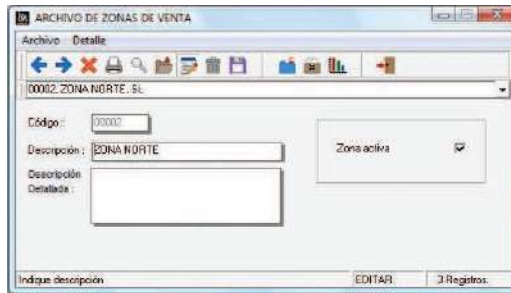 ARCHIVO DE ZONAS DE VENTA
Archivo Detalle
00002, ZONA NORTE, Si.
Código :
00002
Descripción : ZONA NORTE
Zona activa
Descripción
Detallada :
Indique descripción
EDITAR
3 Registros.